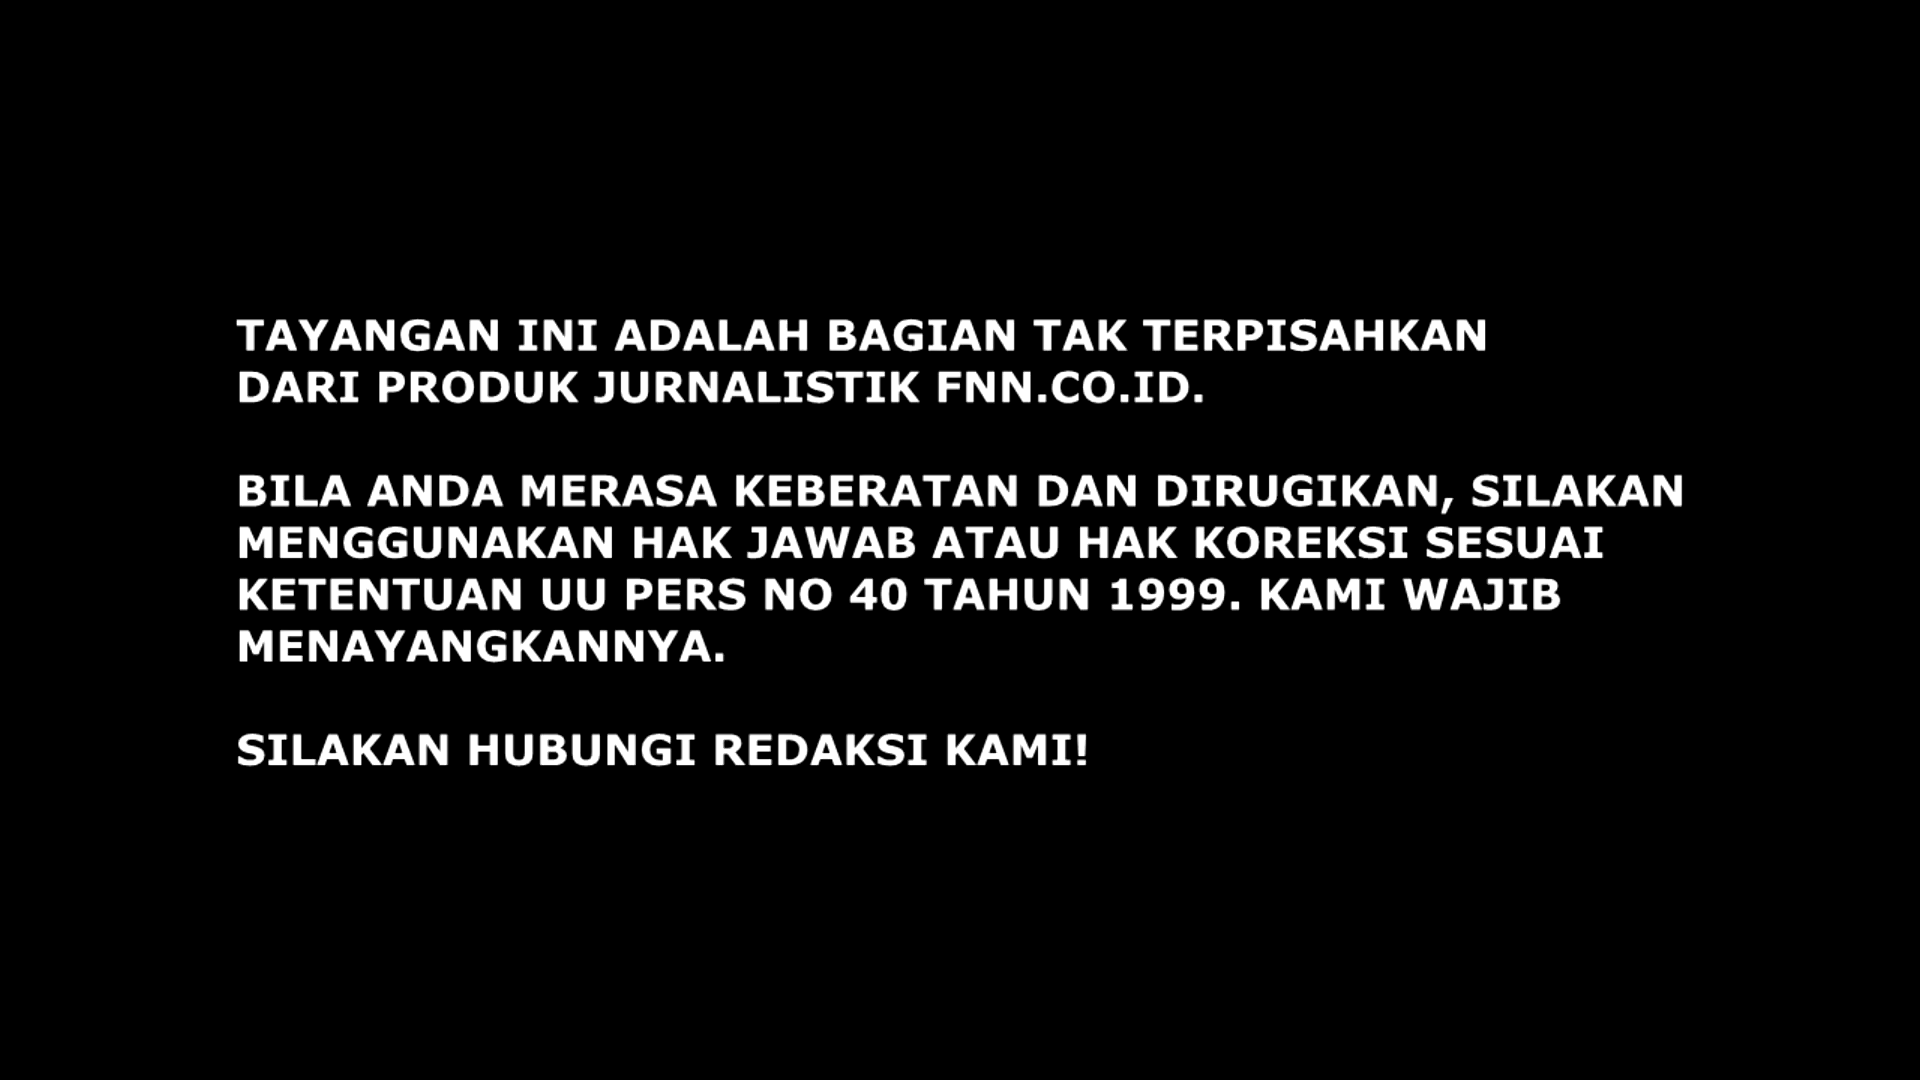 TAYANGAN INI ADALAH BAGIAN TAK TERPISAHKAN
DARI PRODUK JURNALISTIK FNN.CO.ID.
BILA ANDA MERASA KEBERATAN DAN DIRUGIKAN, SILAKAN
MENGGUNAKAN HAK JAWAB ATAU HAK KOREKSI SESUAI
KETENTUAN UU PERS NO 40 TAHUN 1999. KAMI WAJIB
MENAYANGKANNYA.
SILAKAN HUBUNGI REDAKSI KAMI!